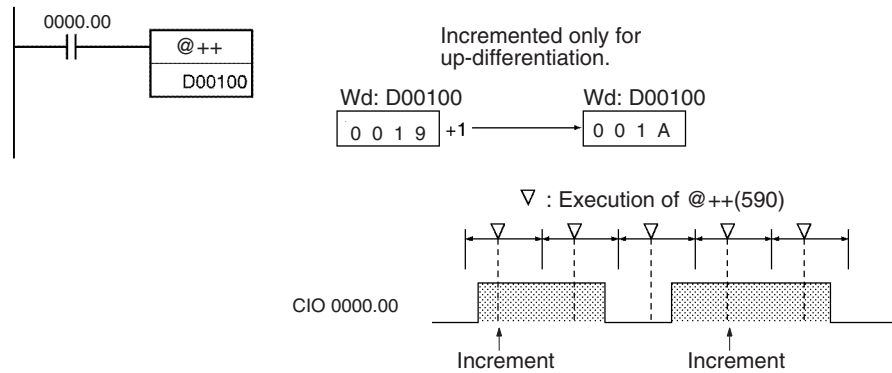 0000.00
@++
D00100
Incremented only for
up-differentiation.
Wd: D00100
Wd: D00100
0 0 1 9 +1
0 0 1 A
▽ : Execution of @++(590)
CIO 0000.00
Increment
Increment